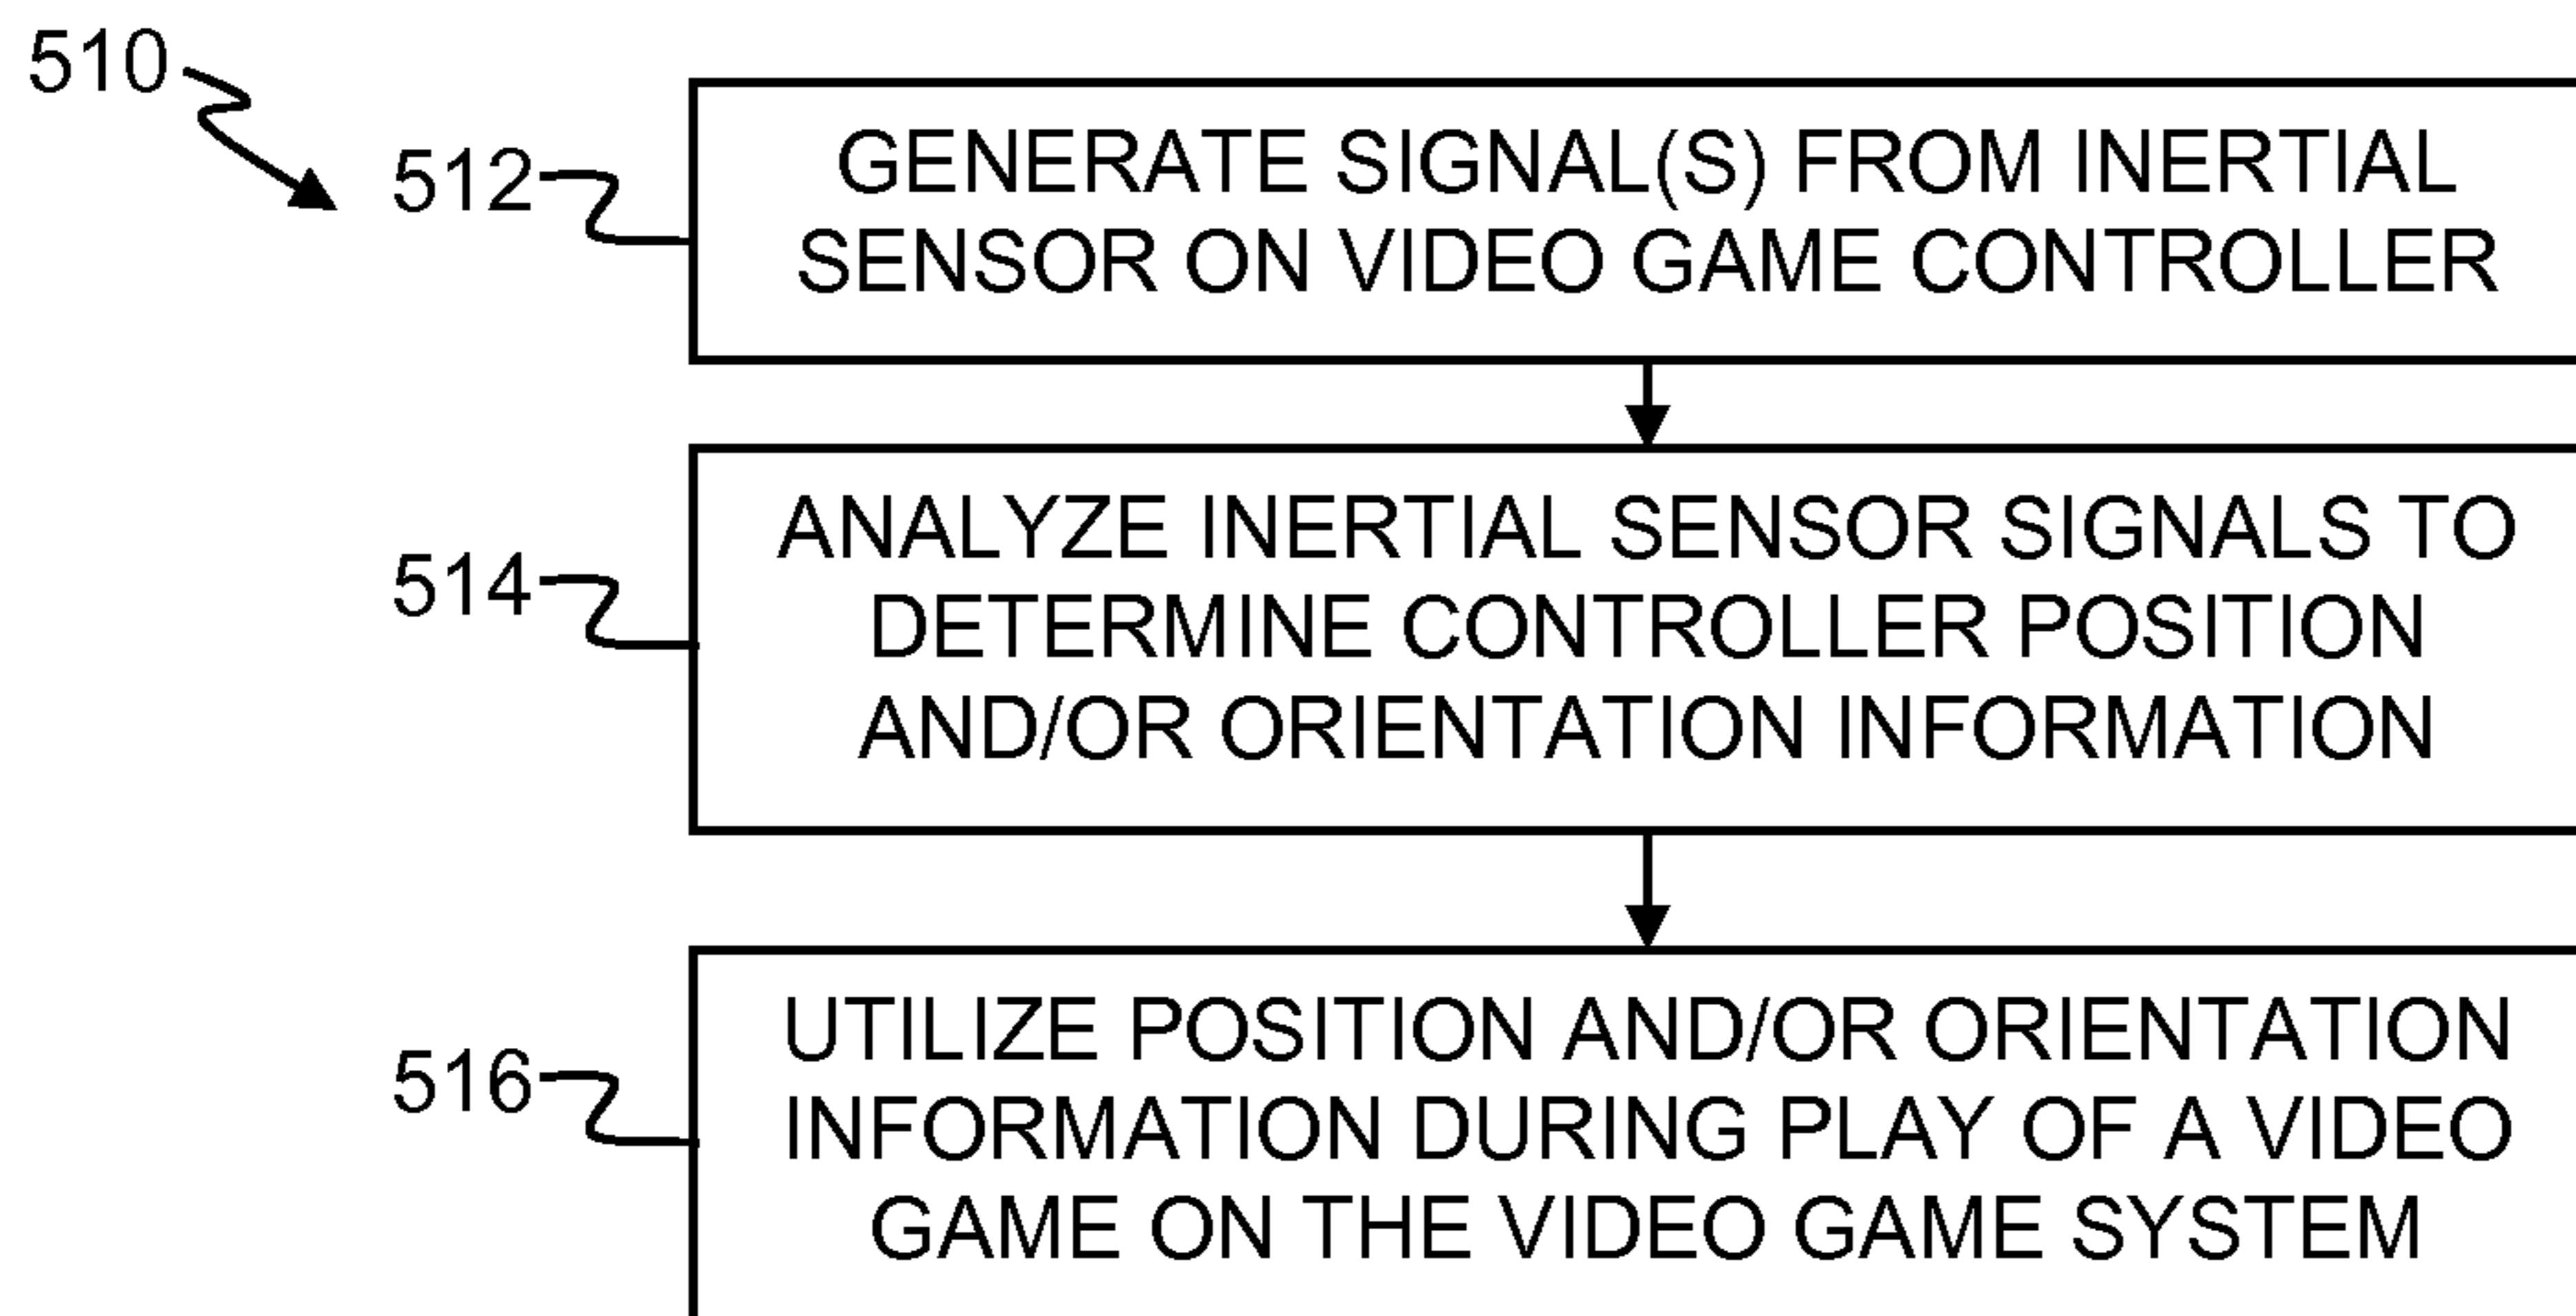 510
512
GENERATE SIGNAL(S) FROM INERTIAL
SENSOR ON VIDEO GAME CONTROLLER
514
ANALYZE INERTIAL SENSOR SIGNALS TO
DETERMINE CONTROLLER POSITION
AND/OR ORIENTATION INFORMATION
516
UTILIZE POSITION AND/OR ORIENTATION
INFORMATION DURING PLAY OF A VIDEO
GAME ON THE VIDEO GAME SYSTEM